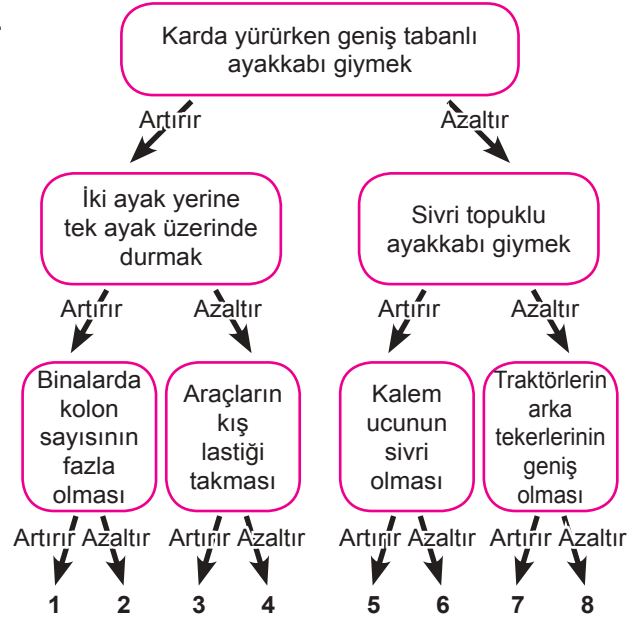 Karda yürürken geniş tabanlı
ayakkabı giymek
Artırır
Azaltır
İki ayak yerine
tek ayak üzerinde
durmak
Sivri topuklu
ayakkabı giymek
Artırır
Azaltır
Artırır
Azaltır
Binalarda
kolon
sayısının
fazla
olması
Araçların
kış
lastiği
takması
Kalem
ucunun
sivri
olması
Traktörlerin
arka
tekerlerinin
geniş
olması
Artırır Azaltır
Artırır Azaltır
Artırır Azaltır
Artırır Azaltır
1 2 3 4 5 6 7 8